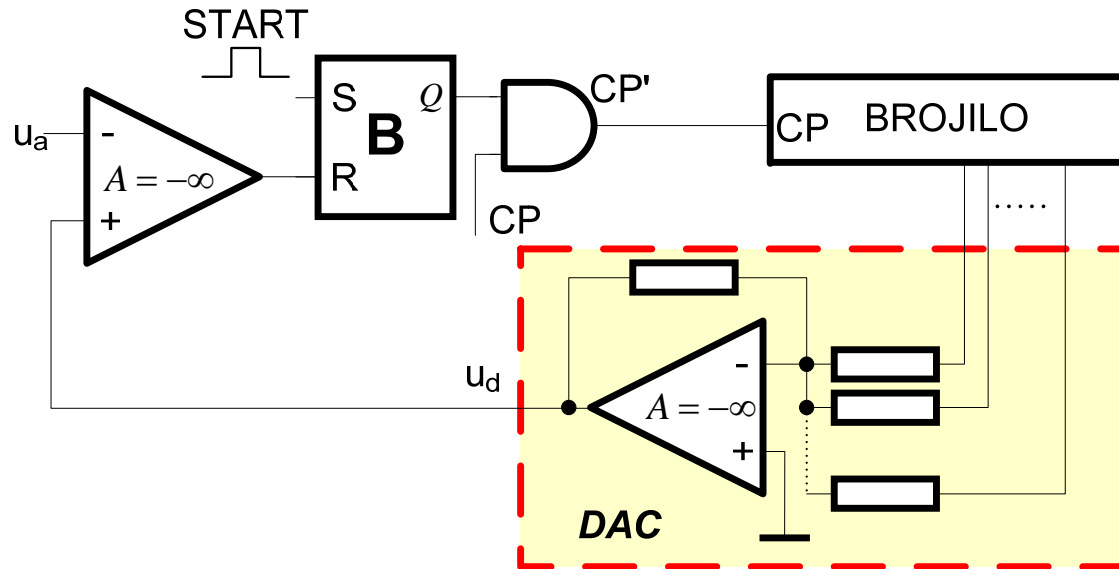 START
u_a
-
A = -∞
+
S
Q
B
R
CP
CP'
CP
BROJILO
.....
u_d
-
A = -∞
+
DAC